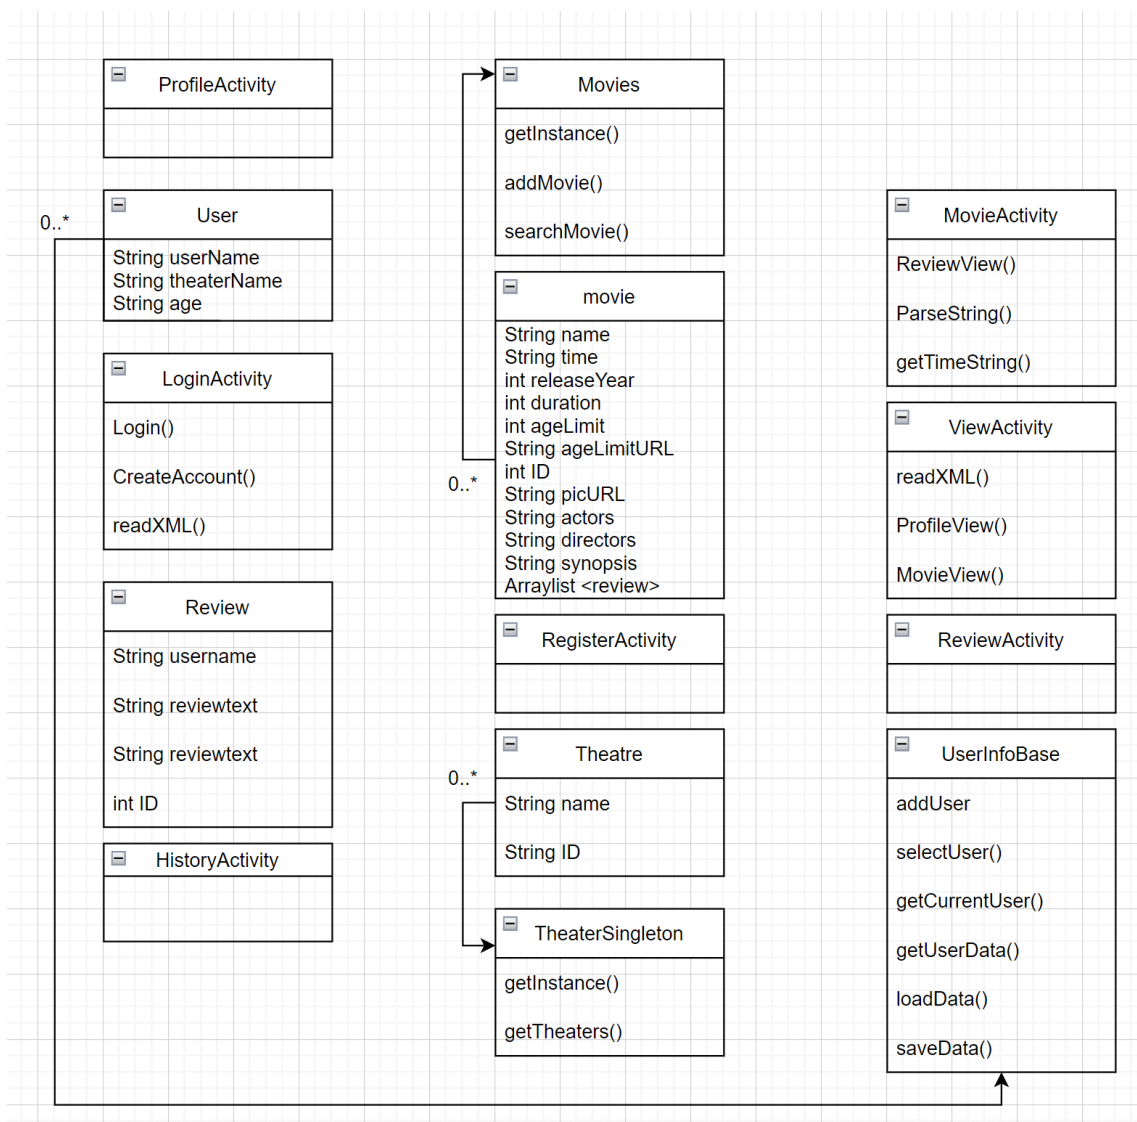 ProfileActivity
0..*
User
String userName
String theaterName
String age
LoginActivity
Login()
CreateAccount()
readXML()
Review
String username
String reviewtext
String reviewtext
int ID
HistoryActivity
Movies
getInstance()
addMovie()
searchMovie()
movie
String name
String time
int releaseYear
int duration
int ageLimit
String ageLimitURL
int ID
String picURL
String actors
String directors
String synopsis
Arraylist <review>
0..*
RegisterActivity
Theatre
0..*
String name
String ID
TheaterSingleton
getInstance()
getTheaters()
MovieActivity
ReviewView()
ParseString()
getTimeString()
ViewActivity
readXML()
ProfileView()
MovieView()
ReviewActivity
UserInfoBase
addUser
selectUser()
getCurrentUser()
getUserData()
loadData()
saveData()